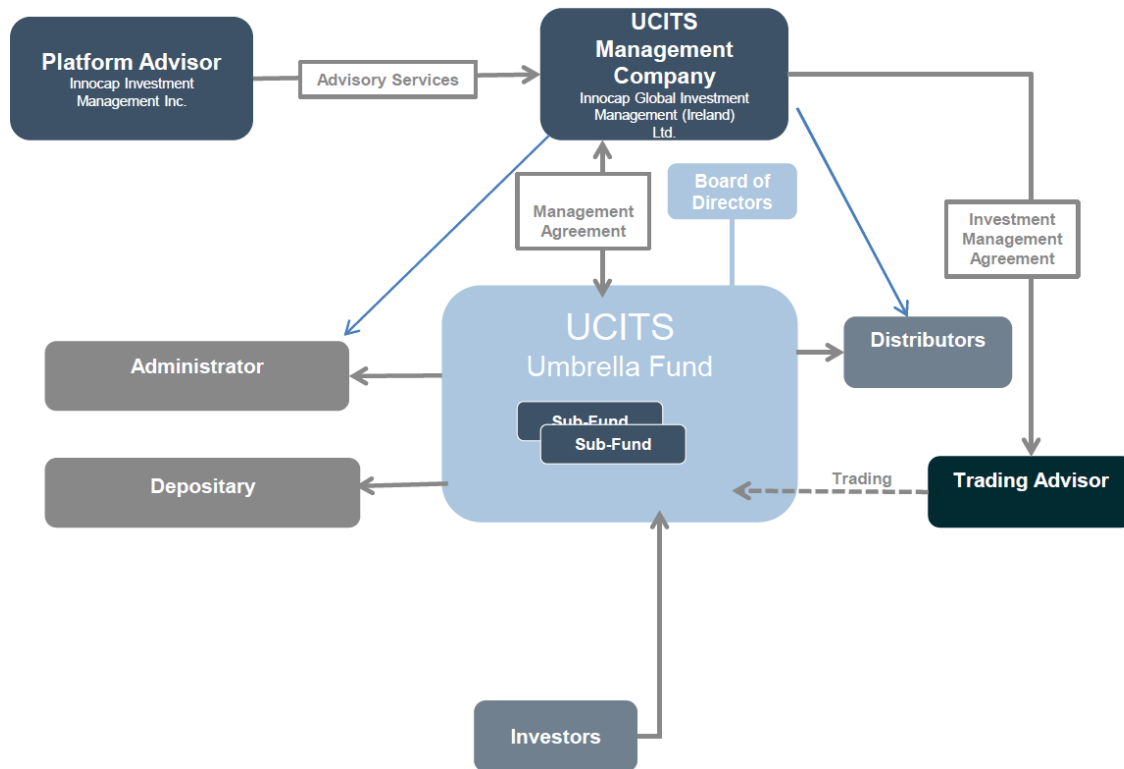 Platform Advisor
Innocap Investment
Management Inc.
Advisory Services
UCITS
Management
Company
Innocap Global Investment
Management (Ireland)
Ltd.
Board of
Directors
Management
Agreement
Investment
Management
Agreement
UCITS
Umbrella Fund
Sub-Fund
Sub-Fund
Administrator
Depositary
Distributors
Trading
Trading Advisor
Investors